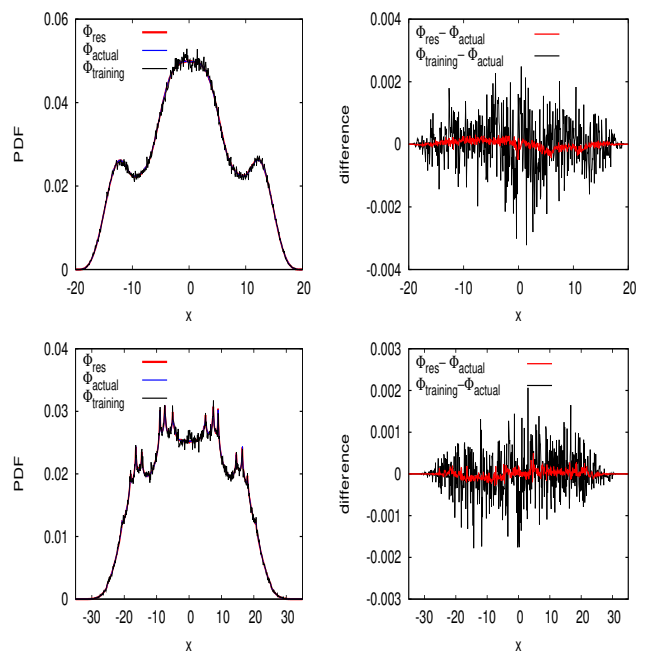 0.06
0.04
0.02
0
PDF
Φres
Φactual
Φtraining
-20 -10 0 10 20
x
0.004
0.002
0.000
-0.002
-0.004
difference
Φres−Φactual
Φtraining−Φactual
-20 -10 0 10 20
x
0.04
0.03
0.02
0.01
0
PDF
Φres
Φactual
Φtraining
-30 -20 -10 0 10 20 30
x
0.003
0.002
0.001
0.000
-0.001
-0.002
-0.003
difference
Φres−Φactual
Φtraining−Φactual
-30 -20 -10 0 10 20 30
x